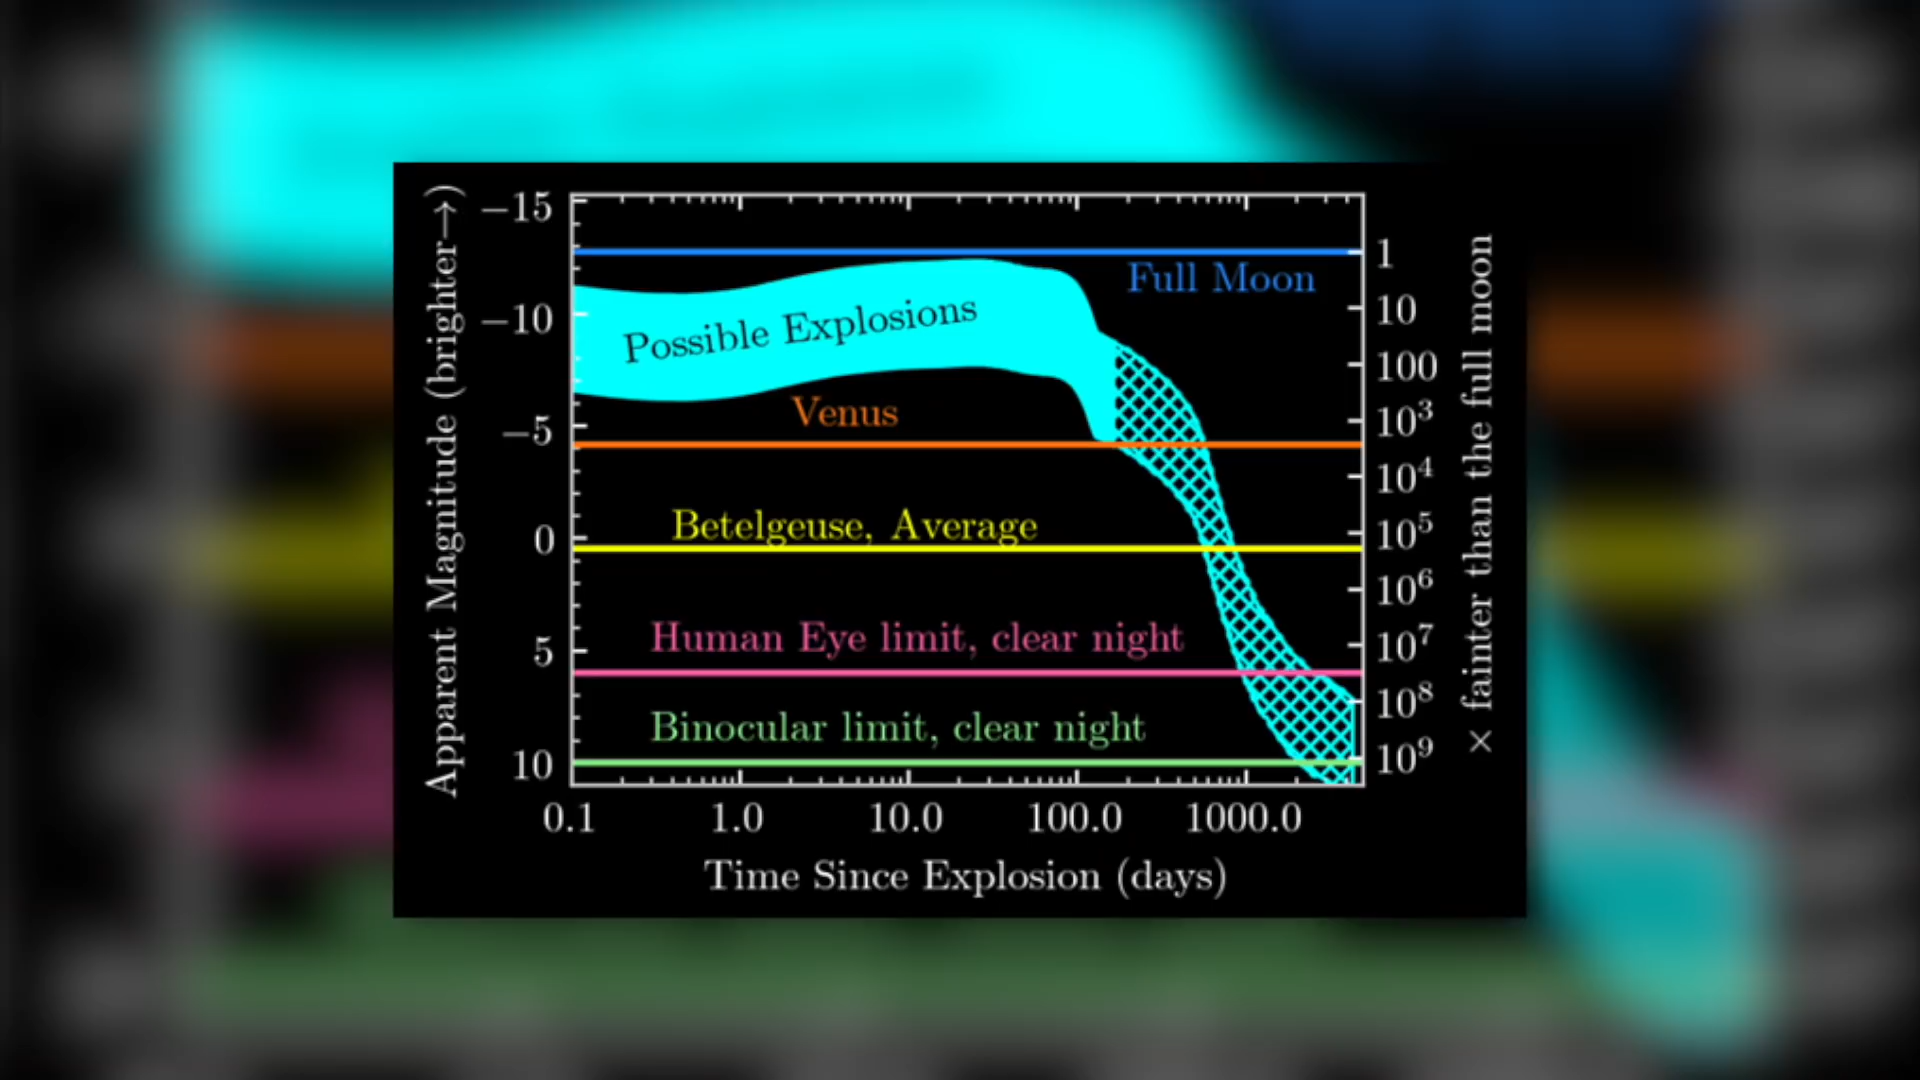 Apparent Magnitude (brighter→)
−15
−10
−5
0
5
10
Full Moon
Possible Explosions
Venus
Betelgeuse, Average
Human Eye limit, clear night
Binocular limit, clear night
1
10
100
10³
10⁴
10⁵
10⁶
10⁷
10⁸
10⁹
× fainter than the full moon
0.1 1.0 10.0 100.0 1000.0
Time Since Explosion (days)